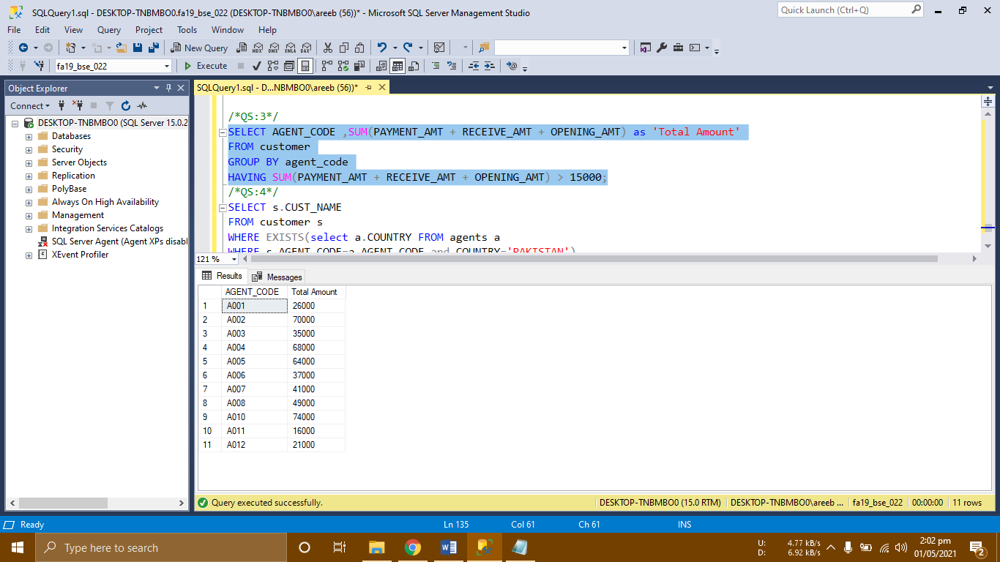 SQLQuery1.sql - DESKTOP-TNBMBO0.fa19_bse_022 (DESKTOP-TNBMBO0\areeb (56))* - Microsoft SQL Server Management Studio
Quick Launch (Ctrl+Q)
File Edit View Query Project Tools Window Help
New Query
MDX DMX XMLA DAX
fa19_bse_022
Execute
Object Explorer
Connect
DESKTOP-TNBMBO0 (SQL Server 15.0.2
Databases
Security
Server Objects
Replication
PolyBase
Always On High Availability
Management
Integration Services Catalogs
SQL Server Agent (Agent XPs disabl
XEvent Profiler
SQLQuery1.sql - D...NBMBO0\areeb (56))*
/*QS:3*/
SELECT AGENT_CODE ,SUM(PAYMENT_AMT + RECEIVE_AMT + OPENING_AMT) as 'Total Amount'
FROM customer
GROUP BY agent_code
HAVING SUM(PAYMENT_AMT + RECEIVE_AMT + OPENING_AMT) > 15000;
/*QS:4*/
SELECT s.CUST_NAME
FROM customer s
WHERE EXISTS(select a.COUNTRY FROM agents a
WHERE s.AGENT_CODE=a.AGENT_CODE and COUNTRY='PAKISTAN')
121 %
Results Messages
AGENT_CODE Total Amount
1 A001 26000
2 A002 70000
3 A003 35000
4 A004 68000
5 A005 64000
6 A006 37000
7 A007 41000
8 A008 49000
9 A010 74000
10 A011 16000
11 A012 21000
Query executed successfully.
DESKTOP-TNBMBO0 (15.0 RTM) DESKTOP-TNBMBO0\areeb ... fa19_bse_022 00:00:00 11 rows
Ready Ln 135 Col 61 Ch 61 INS
Type here to search
U: 4.77 kB/s
D: 6.92 kB/s
2:02 pm
01/05/2021
2